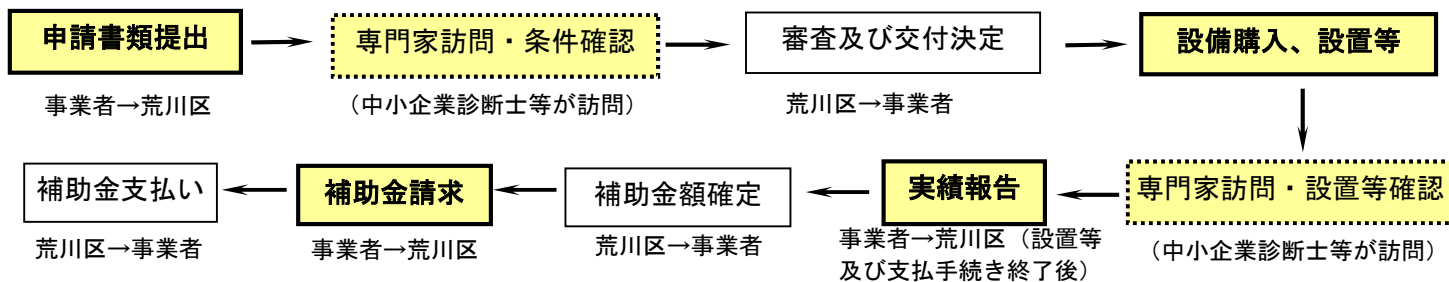 申請書類提出
専門家訪問・条件確認
審査及び交付決定
設備購入、設置等
事業者→荒川区
（中小企業診断士等が訪問）
荒川区→事業者
専門家訪問・設置等確認
（中小企業診断士等が訪問）
実績報告
事業者→荒川区（設置等
及び支払手続き終了後）
補助金額確定
荒川区→事業者
補助金請求
事業者→荒川区
補助金支払い
荒川区→事業者